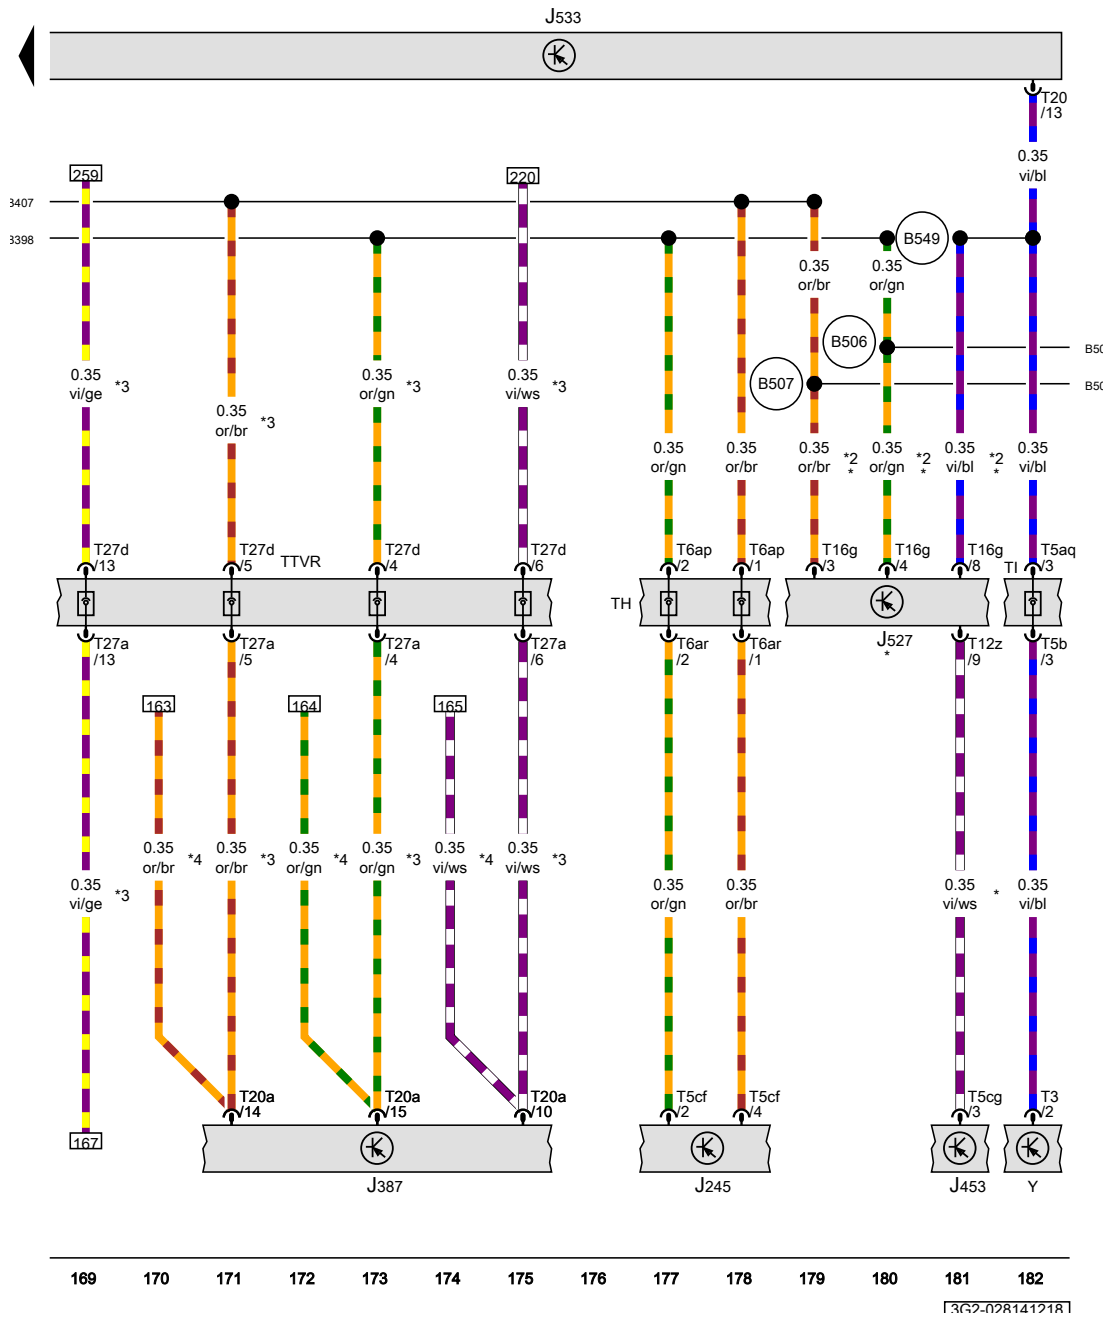 J533
T20
/13
0.35
vi/bl
259
220
B398
B549
0.35
or/br
0.35
or/gn
B506
B507
0.35
vi/ge
*3
0.35
or/br
*3
0.35
or/gn
*3
0.35
vi/ws
*3
0.35
or/gn
0.35
or/br
0.35
or/br
*2
*
0.35
or/gn
*2
*
0.35
vi/bl
*2
*
0.35
vi/bl
T27d
/13
T27d
/5
TTVR
T27d
/4
T27d
/6
T6ap
/2
T6ap
/1
T16g
/3
T16g
/4
T16g
/8
TI
T5aq
/3
TH
T27a
/13
T27a
/5
T27a
/4
T27a
/6
T6ar
/2
T6ar
/1
J527
*
T12z
/9
T5b
/3
163
164
165
0.35
vi/ge
*3
0.35
or/br
*4
0.35
or/br
*3
0.35
or/gn
*4
0.35
or/gn
*3
0.35
vi/ws
*4
0.35
vi/ws
*3
0.35
or/gn
0.35
or/br
0.35
vi/ws
*
0.35
vi/bl
167
T20a
/14
T20a
/15
T20a
/10
T5cf
/2
T5cf
/4
T5cg
/3
T3
/2
J387
J245
J453
Y
169 170 171 172 173 174 175 176 177 178 179 180 181 182
3G2-028141218